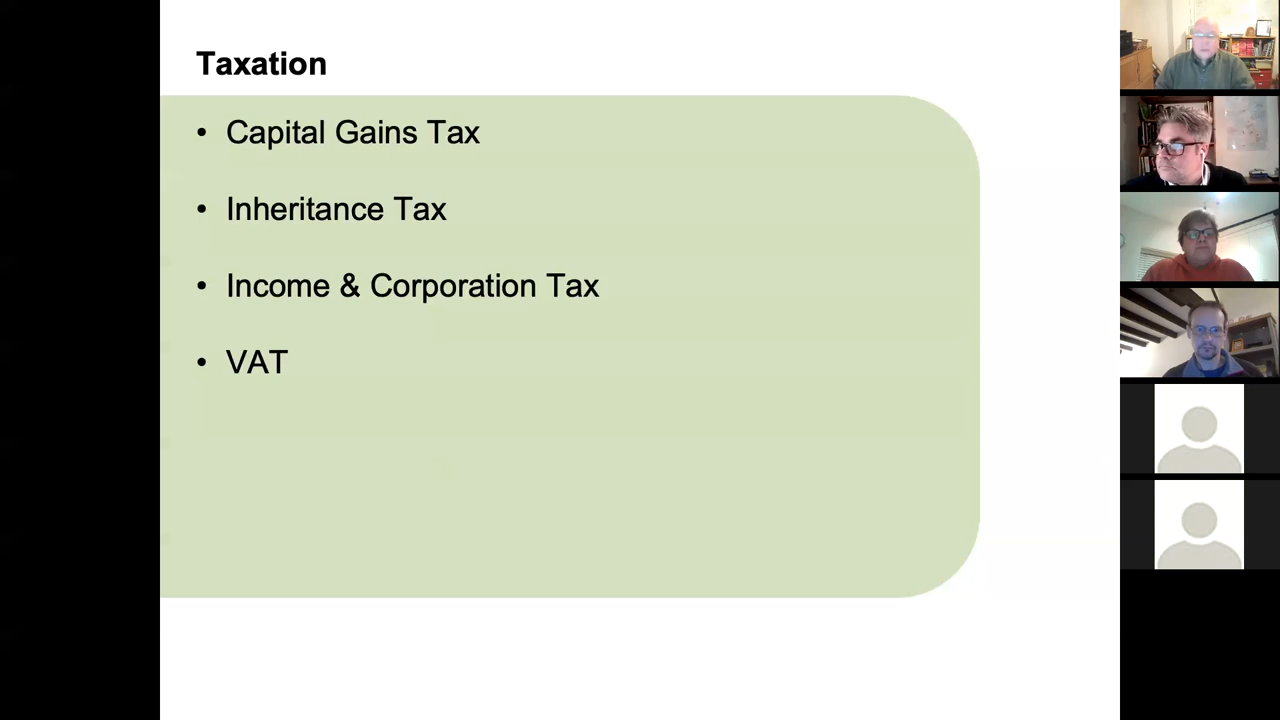 Taxation
• Capital Gains Tax
• Inheritance Tax
• Income & Corporation Tax
• VAT